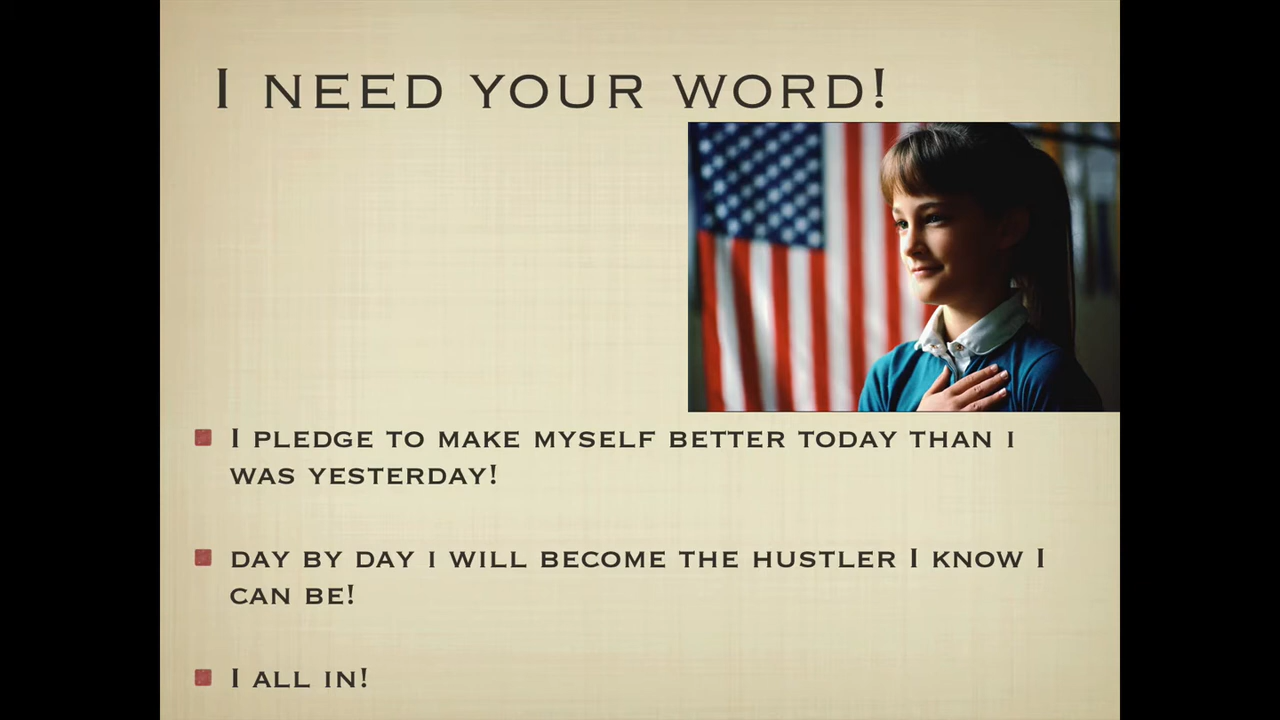 I NEED YOUR WORD!
I PLEDGE TO MAKE MYSELF BETTER TODAY THAN I
WAS YESTERDAY!
DAY BY DAY I WILL BECOME THE HUSTLER I KNOW I
CAN BE!
I ALL IN!